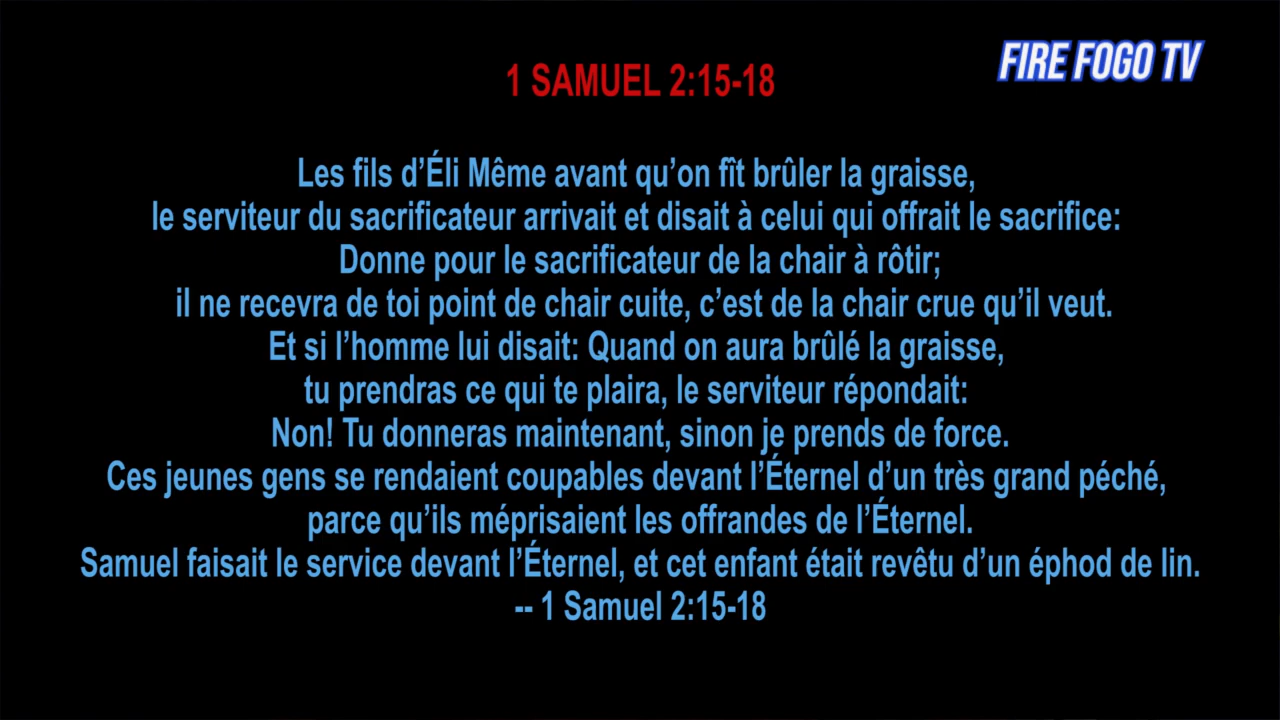 FIRE FOGO TV
1 SAMUEL 2:15-18
Les fils d’Éli Même avant qu’on fît brûler la graisse,
le serviteur du sacrificateur arrivait et disait à celui qui offrait le sacrifice:
Donne pour le sacrificateur de la chair à rôtir;
il ne recevra de toi point de chair cuite, c’est de la chair crue qu’il veut.
Et si l’homme lui disait: Quand on aura brûlé la graisse,
tu prendras ce qui te plaira, le serviteur répondait:
Non! Tu donneras maintenant, sinon je prends de force.
Ces jeunes gens se rendaient coupables devant l’Éternel d’un très grand péché,
parce qu’ils méprisaient les offrandes de l’Éternel.
Samuel faisait le service devant l’Éternel, et cet enfant était revêtu d’un éphod de lin.
-- 1 Samuel 2:15-18